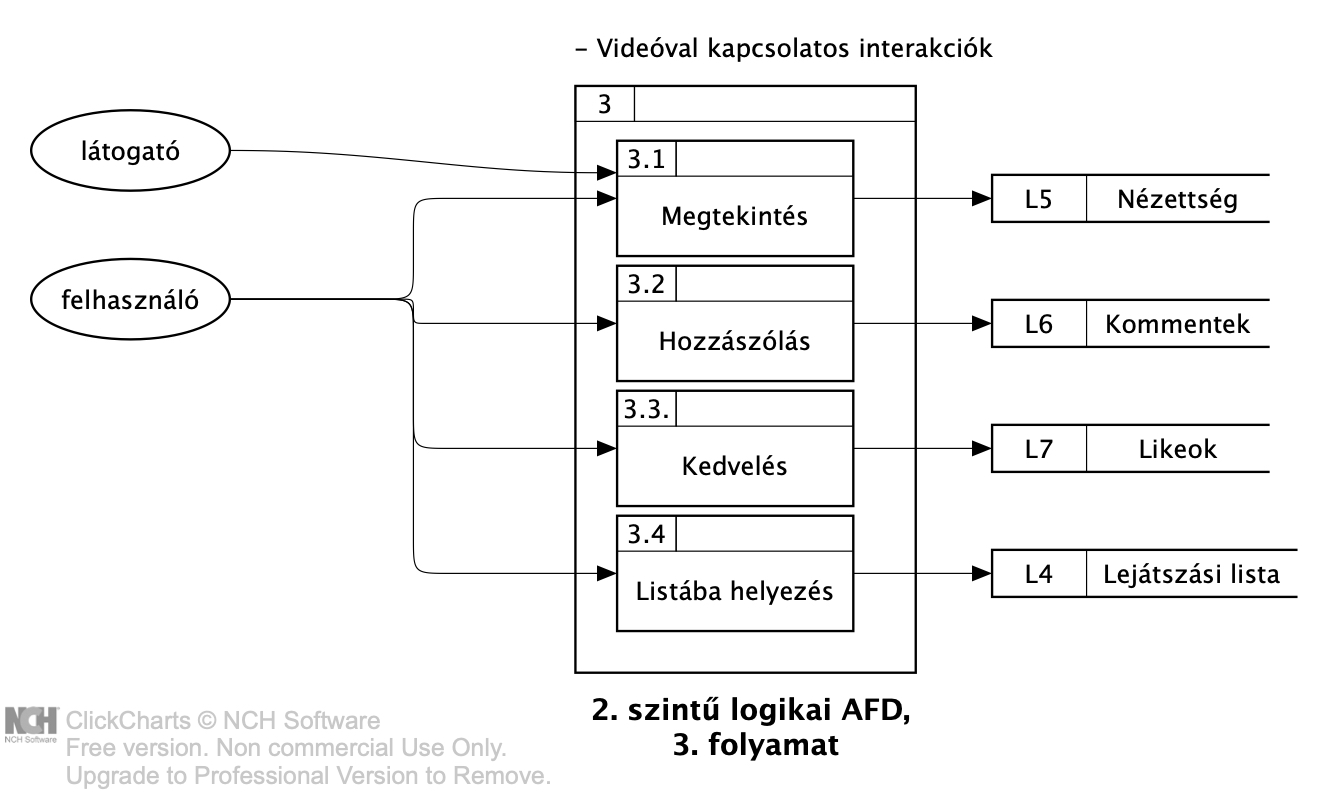 – Videóval kapcsolatos interakciók
3
látogató
3.1
Megtekintés
L5 Nézettség
felhasználó
3.2
Hozzászólás
L6 Kommentek
3.3.
Kedvelés
L7 Likeok
3.4
Listába helyezés
L4 Lejátszási lista
2. szintű logikai AFD,
3. folyamat
NCH
NCH Software
ClickCharts © NCH Software
Free version. Non commercial Use Only.
Upgrade to Professional Version to Remove.